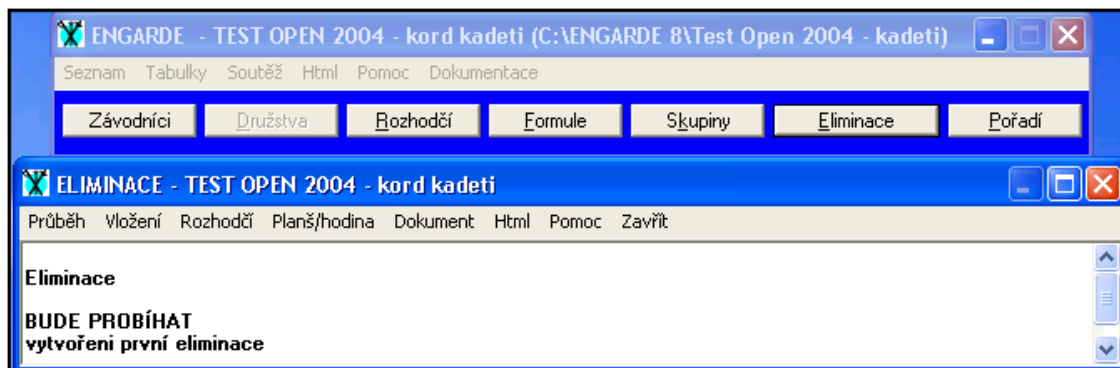 ENGARDE - TEST OPEN 2004 - kord kadeti (C:\ENGARDE 8\Test Open 2004 - kadeti)
Seznam Tabulky Soutěž Html Pomoc Dokumentace
Závodníci Družstva Rozhodčí Formule Skupiny Eliminace Pořadí
ELIMINACE - TEST OPEN 2004 - kord kadeti
Průběh Vložení Rozhodčí Planš/hodina Dokument Html Pomoc Zavřít
Eliminace
BUDE PROBÍHAT
vytvořeni první eliminace